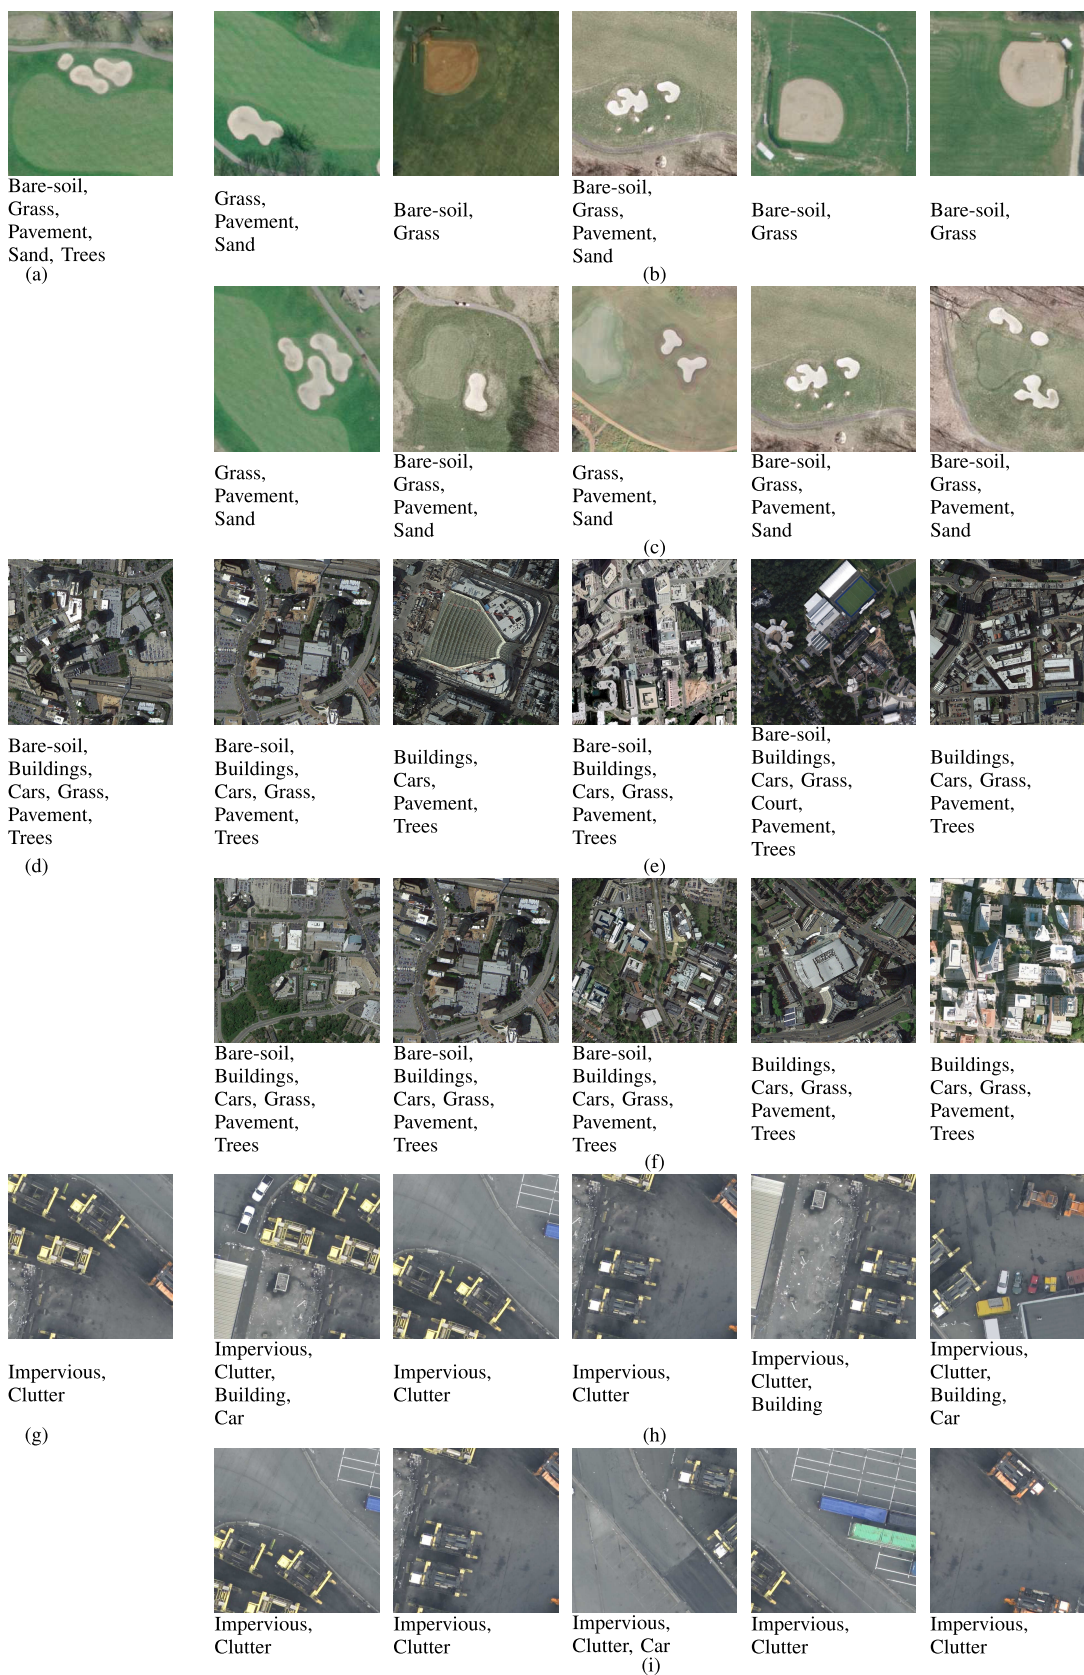 Bare-soil,
Grass,
Pavement,
Sand, Trees
(a)
Grass,
Pavement,
Sand
Bare-soil,
Grass
Bare-soil,
Grass,
Pavement,
Sand
Bare-soil,
Grass
Bare-soil,
Grass
(b)
Grass,
Pavement,
Sand
Bare-soil,
Grass,
Pavement,
Sand
Grass,
Pavement,
Sand
Bare-soil,
Grass,
Pavement,
Sand
Bare-soil,
Grass,
Pavement,
Sand
(c)
Bare-soil,
Buildings,
Cars, Grass,
Pavement,
Trees
(d)
Bare-soil,
Buildings,
Cars, Grass,
Pavement,
Trees
Buildings,
Cars,
Pavement,
Trees
Bare-soil,
Buildings,
Cars, Grass,
Pavement,
Trees
Bare-soil,
Buildings,
Cars, Grass,
Court,
Pavement,
Trees
Buildings,
Cars, Grass,
Pavement,
Trees
(e)
Bare-soil,
Buildings,
Cars, Grass,
Pavement,
Trees
Bare-soil,
Buildings,
Cars, Grass,
Pavement,
Trees
Bare-soil,
Buildings,
Cars, Grass,
Pavement,
Trees
Buildings,
Cars, Grass,
Pavement,
Trees
Buildings,
Cars, Grass,
Pavement,
Trees
(f)
Impervious,
Clutter
(g)
Impervious,
Clutter,
Building,
Car
Impervious,
Clutter
Impervious,
Clutter
Impervious,
Clutter,
Building
Impervious,
Clutter,
Building,
Car
(h)
Impervious,
Clutter
Impervious,
Clutter
Impervious,
Clutter, Car
Impervious,
Clutter
Impervious,
Clutter
(i)